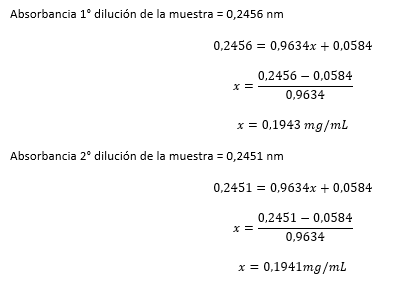 Absorbancia 1° dilución de la muestra = 0,2456 nm
0,2456 = 0,9634x + 0,0584
x = (0,2456 − 0,0584) / 0,9634
x = 0,1943 mg/mL
Absorbancia 2° dilución de la muestra = 0,2451 nm
0,2451 = 0,9634x + 0,0584
x = (0,2451 − 0,0584) / 0,9634
x = 0,1941mg/mL